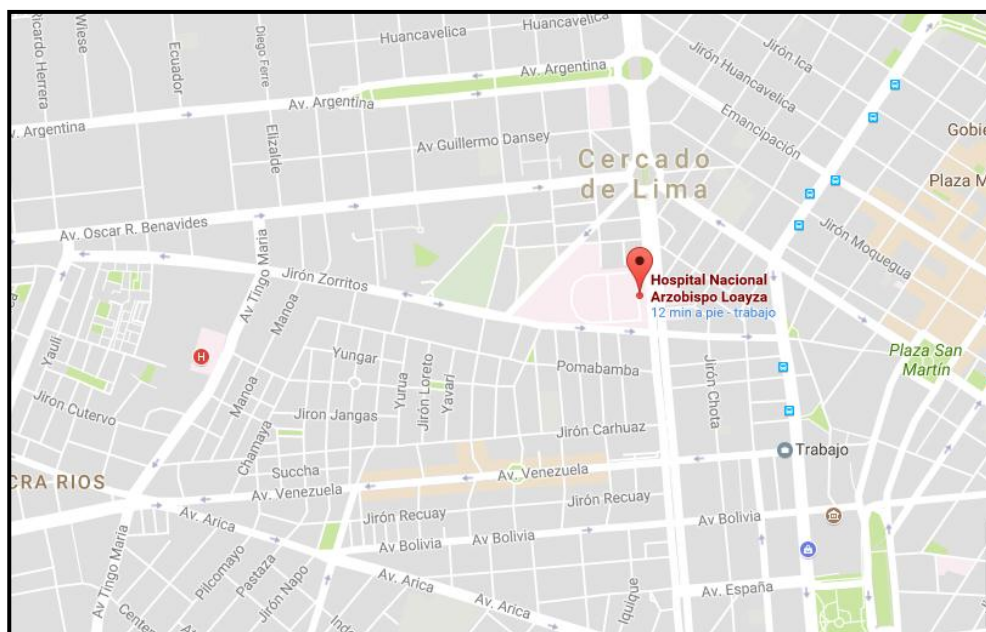 Ricardo Herrera
Wiese
Ecuador
Diego Ferre
Huancavelica
Huancavelica
Jirón Ica
Jirón Huancavelica
Av. Argentina
Av. Argentina
Av. Argentina
Elizalde
Av Guillermo Dansey
Emancipación
Gobie
Cercado
de Lima
Plaza M
Av. Oscar R. Benavides
Av Tingo Maria
Jirón Moquegua
Jirón Zorritos
Manoa
Hospital Nacional
Arzobispo Loayza
12 min a pie - trabajo
Yauli
H
Yungar
Yurua
Jirón Loreto
Yavari
Pomabamba
Jirón Chota
Plaza San
Martín
Manoa
Jiron Cutervo
Jiron Jangas
Chamaya
Jirón Carhuaz
Trabajo
CRA RIOS
Succha
Av. Venezuela
Av. Venezuela
Jirón Recuay
Jirón Recuay
Av. Arica
Av Bolivia
Av Bolivia
Av Bolivia
Av Tingo Maria
Pilcomayo
Pastaza
Jirón Napo
Av. Arica
Av. Arica
Iquique
Av. España
Center